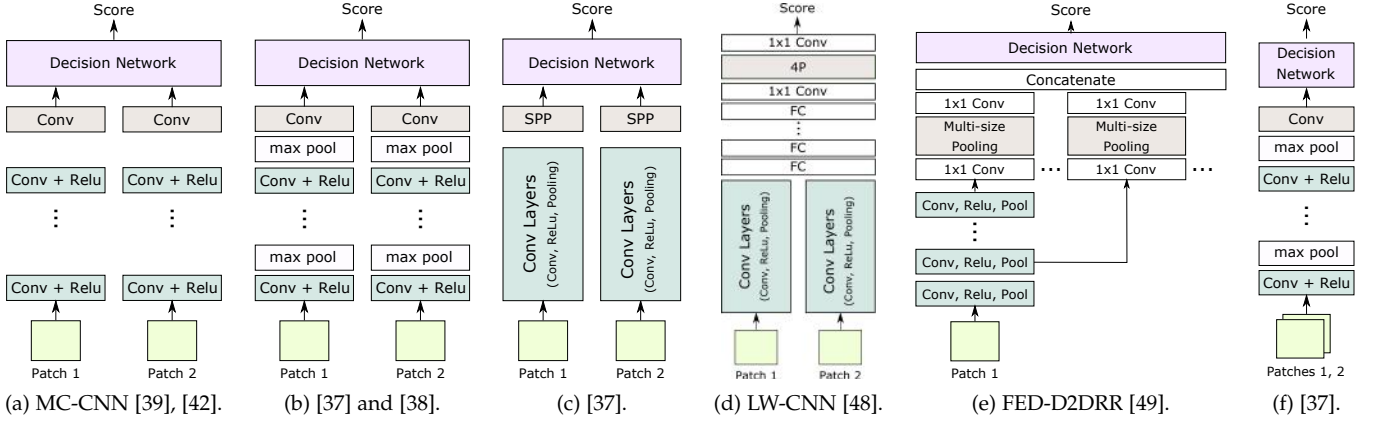 Score
Decision Network
Conv
Conv
Conv + Relu
Conv + Relu
⋮
⋮
Conv + Relu
Conv + Relu
Patch 1
Patch 2
(a) MC-CNN [39], [42].
Score
Decision Network
Conv
Conv
max pool
max pool
Conv + Relu
Conv + Relu
⋮
⋮
max pool
max pool
Conv + Relu
Conv + Relu
Patch 1
Patch 2
(b) [37] and [38].
Score
Decision Network
SPP
SPP
Conv Layers
(Conv, ReLu, Pooling)
Conv Layers
(Conv, ReLu, Pooling)
Patch 1
Patch 2
(c) [37].
Score
1x1 Conv
4P
1x1 Conv
FC
⋮
FC
FC
Conv Layers
(Conv, ReLu, Pooling)
Conv Layers
(Conv, ReLu, Pooling)
Patch 1
Patch 2
(d) LW-CNN [48].
Score
Decision Network
Concatenate
1x1 Conv
1x1 Conv
Multi-size
Pooling
Multi-size
Pooling
1x1 Conv
...
1x1 Conv
...
Conv, Relu, Pool
⋮
Conv, Relu, Pool
Conv, Relu, Pool
Patch 1
(e) FED-D2DRR [49].
Score
Decision
Network
Conv
max pool
Conv + Relu
⋮
max pool
Conv + Relu
Patches 1, 2
(f) [37].